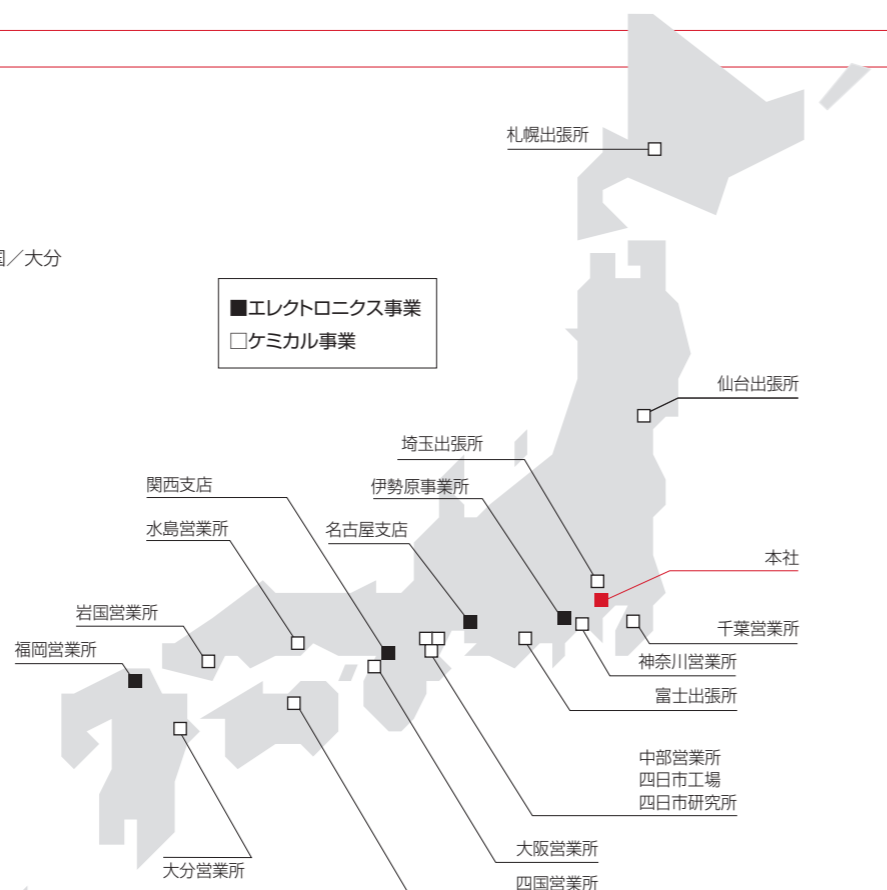 札幌出張所
国／大分
■エレクトロニクス事業
□ケミカル事業
仙台出張所
埼玉出張所
関西支店
伊勢原事業所
水島営業所
名古屋支店
本社
岩国営業所
千葉営業所
福岡営業所
神奈川営業所
富士出張所
中部営業所
四日市工場
四日市研究所
大阪営業所
大分営業所
四国営業所